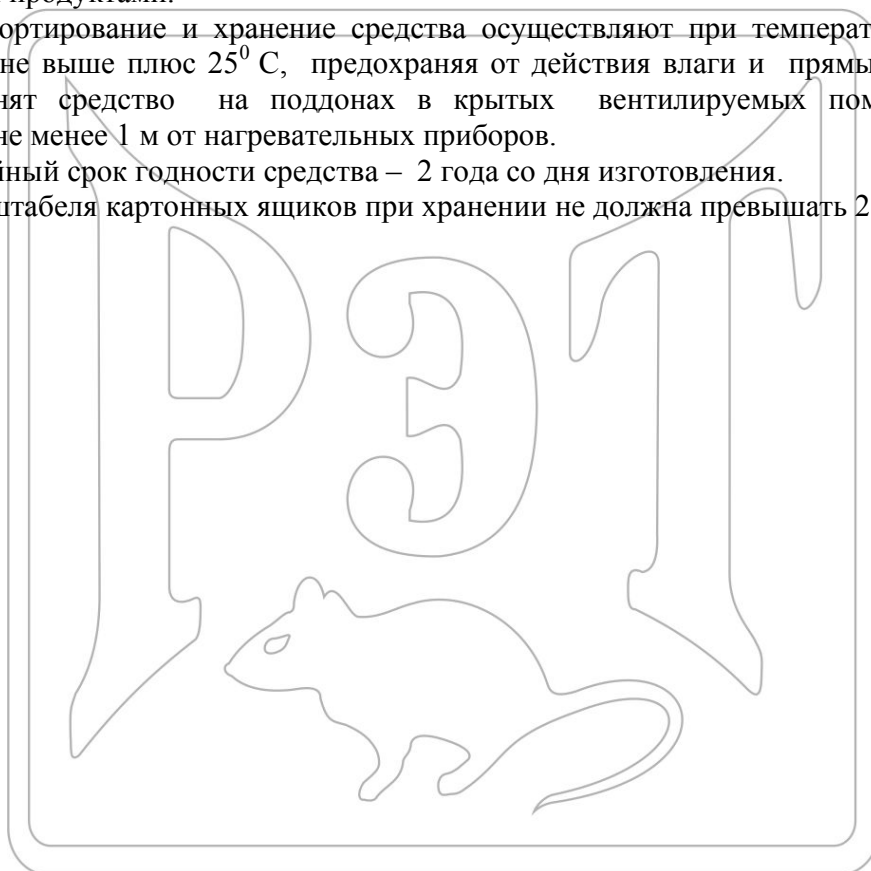 продуктами.
ортирование и хранение средства осуществляют при температ
не выше плюс 25⁰ С, предохраняя от действия влаги и прямы
нят средство на поддонах в крытых вентилируемых пом
не менее 1 м от нагревательных приборов.
йный срок годности средства – 2 года со дня изготовления.
штабеля картонных ящиков при хранении не должна превышать 2
РЭТ